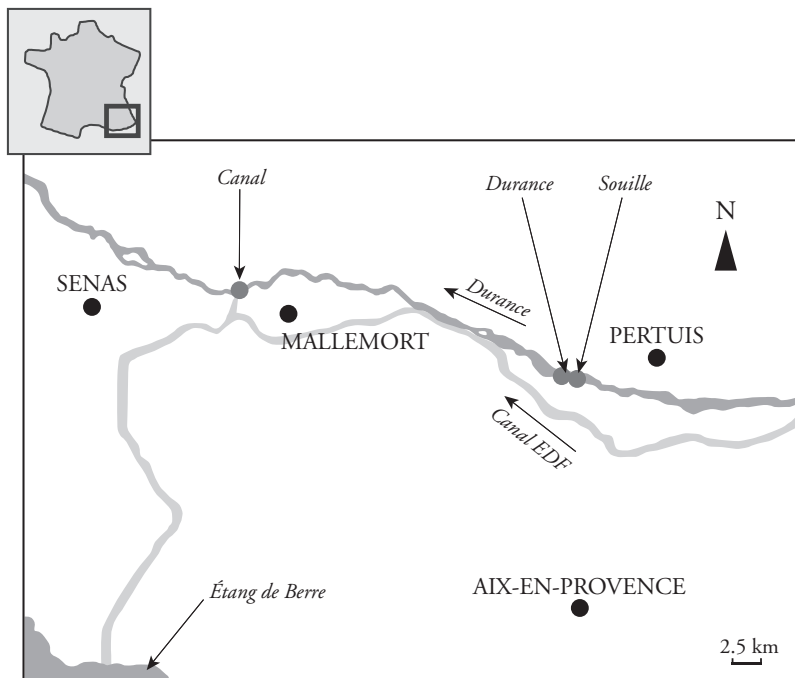 Canal
Durance
Souille
N
SENAS
Durance
PERTUIS
MALLEMORT
Canal EDF
Étang de Berre
AIX-EN-PROVENCE
2.5 km